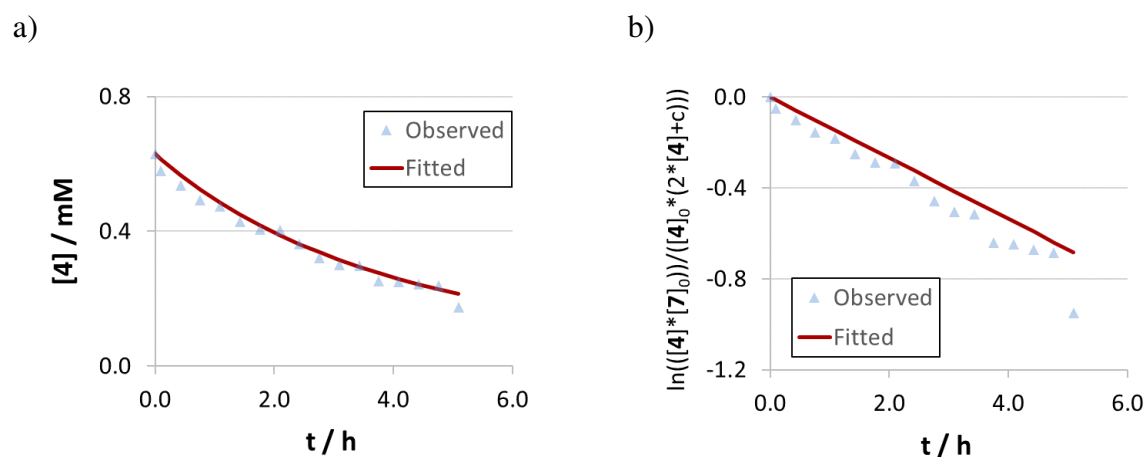 a)
[4] / mM
0.8
0.4
0.0
Observed
Fitted
0.0 2.0 4.0 6.0
t / h
b)
ln(([4]*[7]₀))/([4]₀*(2*[4]+c)))
0.0
-0.4
-0.8
-1.2
Observed
Fitted
0.0 2.0 4.0 6.0
t / h